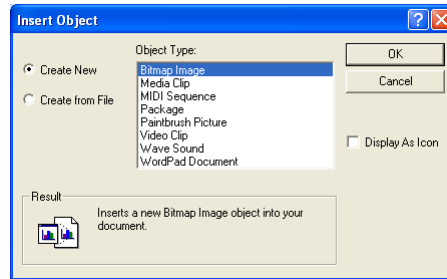 Insert Object
Object Type:
Create New
Create from File
Bitmap Image
Media Clip
MIDI Sequence
Package
Paintbrush Picture
Video Clip
Wave Sound
WordPad Document
OK
Cancel
Display As Icon
Result
Inserts a new Bitmap Image object into your
document.